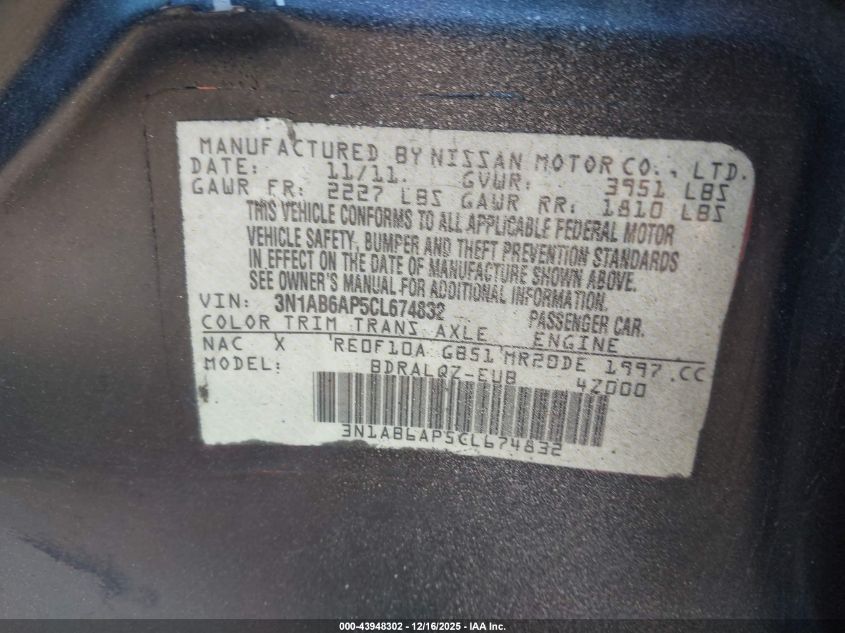 MANUFACTURED BY NISSAN MOTOR CO., LTD.
DATE: 11/11. GVWR: 3951 LBS
GAWR FR: 2227 LBS GAWR RR: 1810 LBS
THIS VEHICLE CONFORMS TO ALL APPLICABLE FEDERAL MOTOR
VEHICLE SAFETY, BUMPER AND THEFT PREVENTION STANDARDS
IN EFFECT ON THE DATE OF MANUFACTURE SHOWN ABOVE.
SEE OWNER'S MANUAL FOR ADDITIONAL INFORMATION.
VIN: 3N1AB6AP5CL674832 PASSENGER CAR.
COLOR TRIM TRANS AXLE ENGINE
NAC X RE0F10A GB51 MR20DE 1997.CC
MODEL: BDRALQZ-EUB 4Z000
3N1AB6AP5CL674832
000-43948302 - 12/16/2025 - IAA Inc.